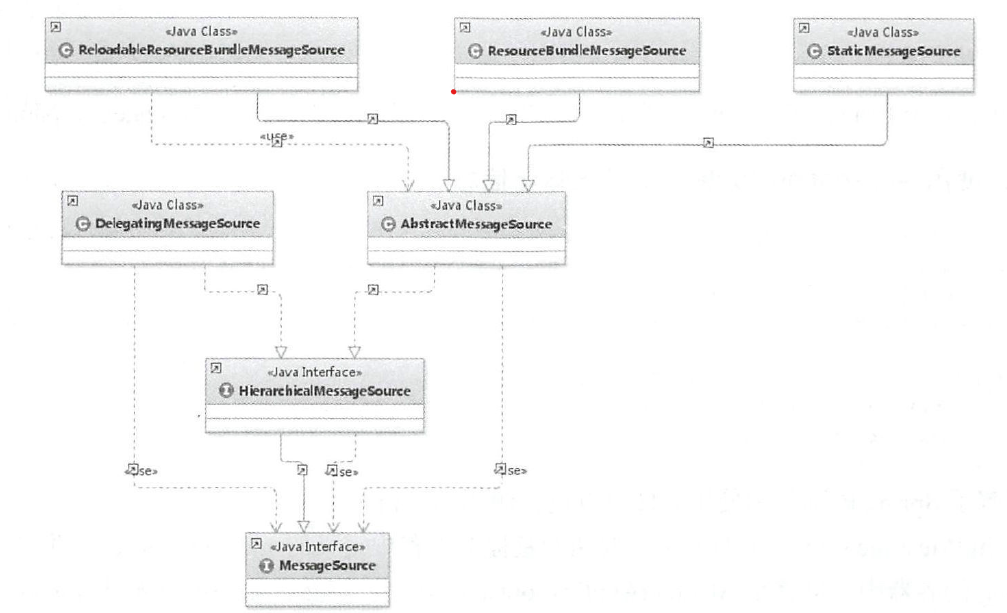 «Java Class»
ReloadableResourceBundleMessageSource
«Java Class»
ResourceBundleMessageSource
«Java Class»
StaticMessageSource
«use»
«Java Class»
DelegatingMessageSource
«Java Class»
AbstractMessageSource
«Java Interface»
HierarchicalMessageSource
«use»
«use»
«use»
«Java Interface»
MessageSource